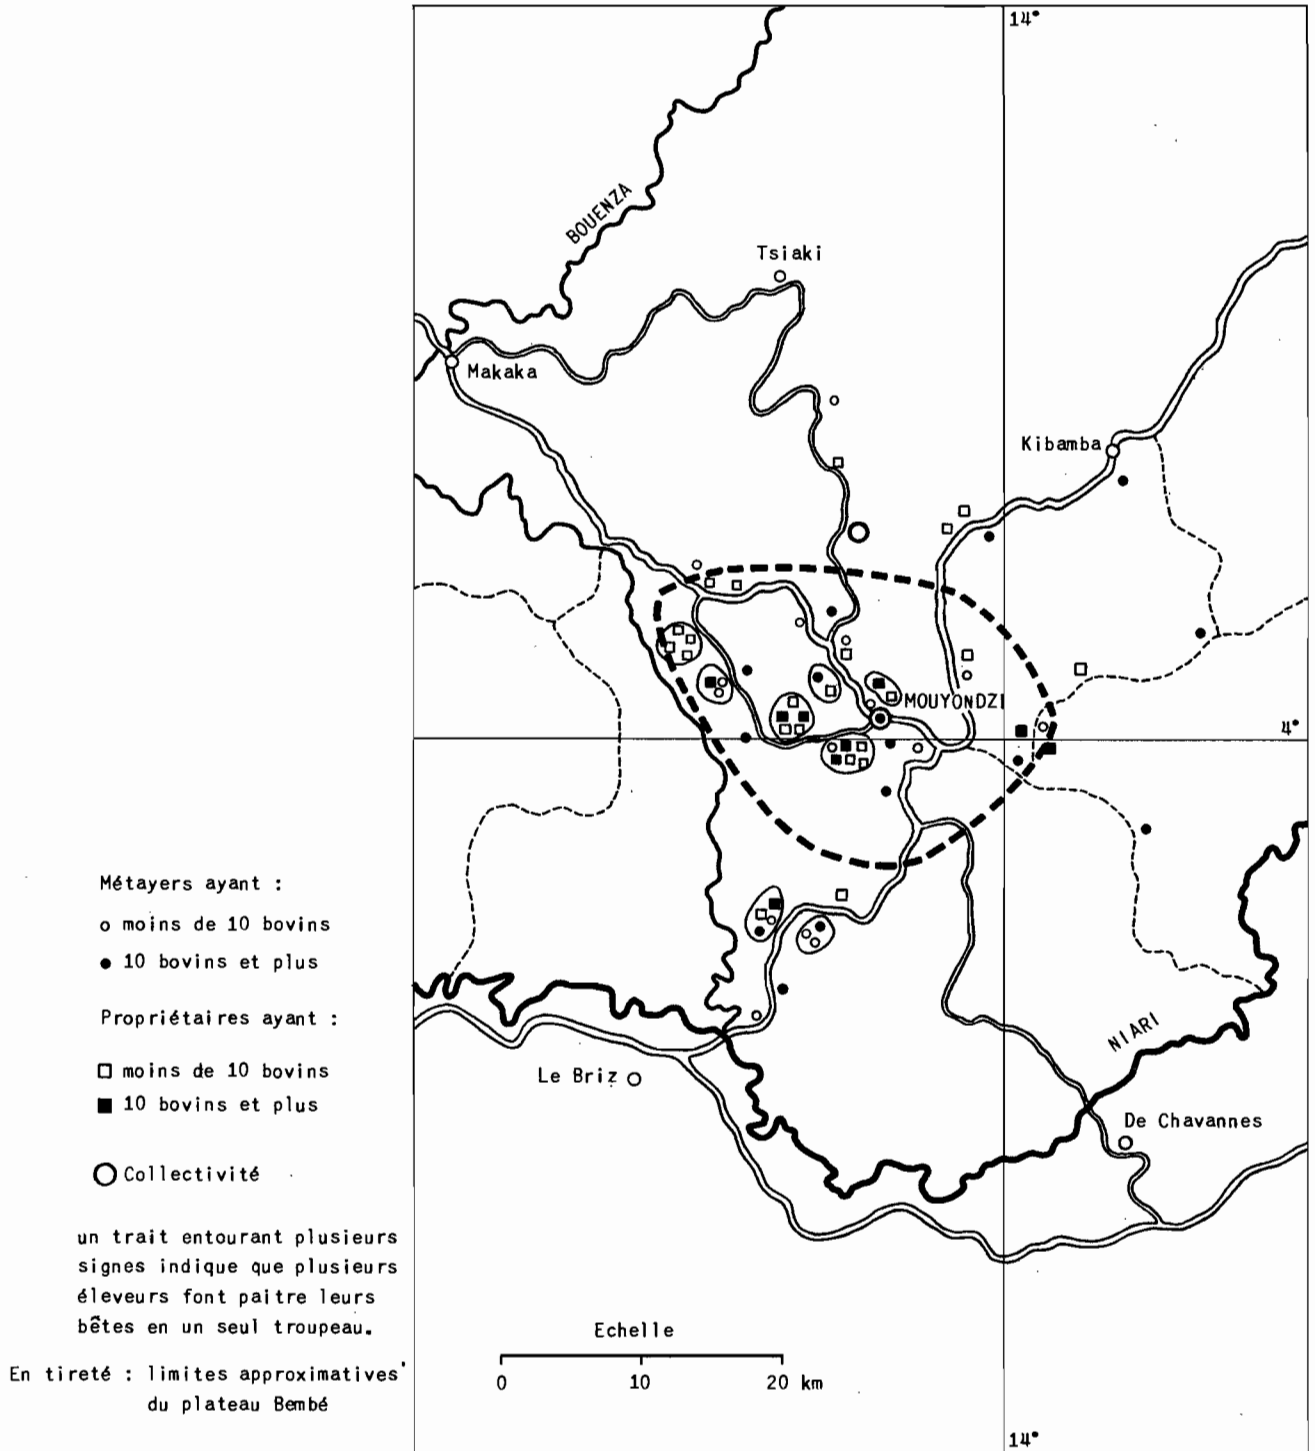 14°
BOUENZA
Tsiaki
Makaka
Kibamba
MOUYONDZI
4°
Métayers ayant :
moins de 10 bovins
10 bovins et plus
Propriétaires ayant :
moins de 10 bovins
10 bovins et plus
Collectivité
un trait entourant plusieurs
signes indique que plusieurs
éleveurs font paitre leurs
bêtes en un seul troupeau.
En tireté : limites approximatives
du plateau Bembé
NIARI
Le Briz
De Chavannes
Echelle
0 10 20 km
14°